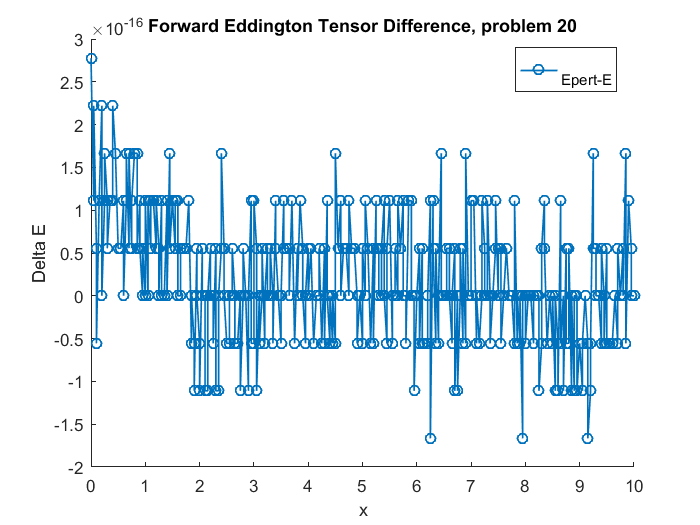 ×10^-16 Forward Eddington Tensor Difference, problem 20
Epert-E
3
2.5
2
1.5
1
0.5
0
-0.5
-1
-1.5
-2
Delta E
0 1 2 3 4 5 6 7 8 9 10
x